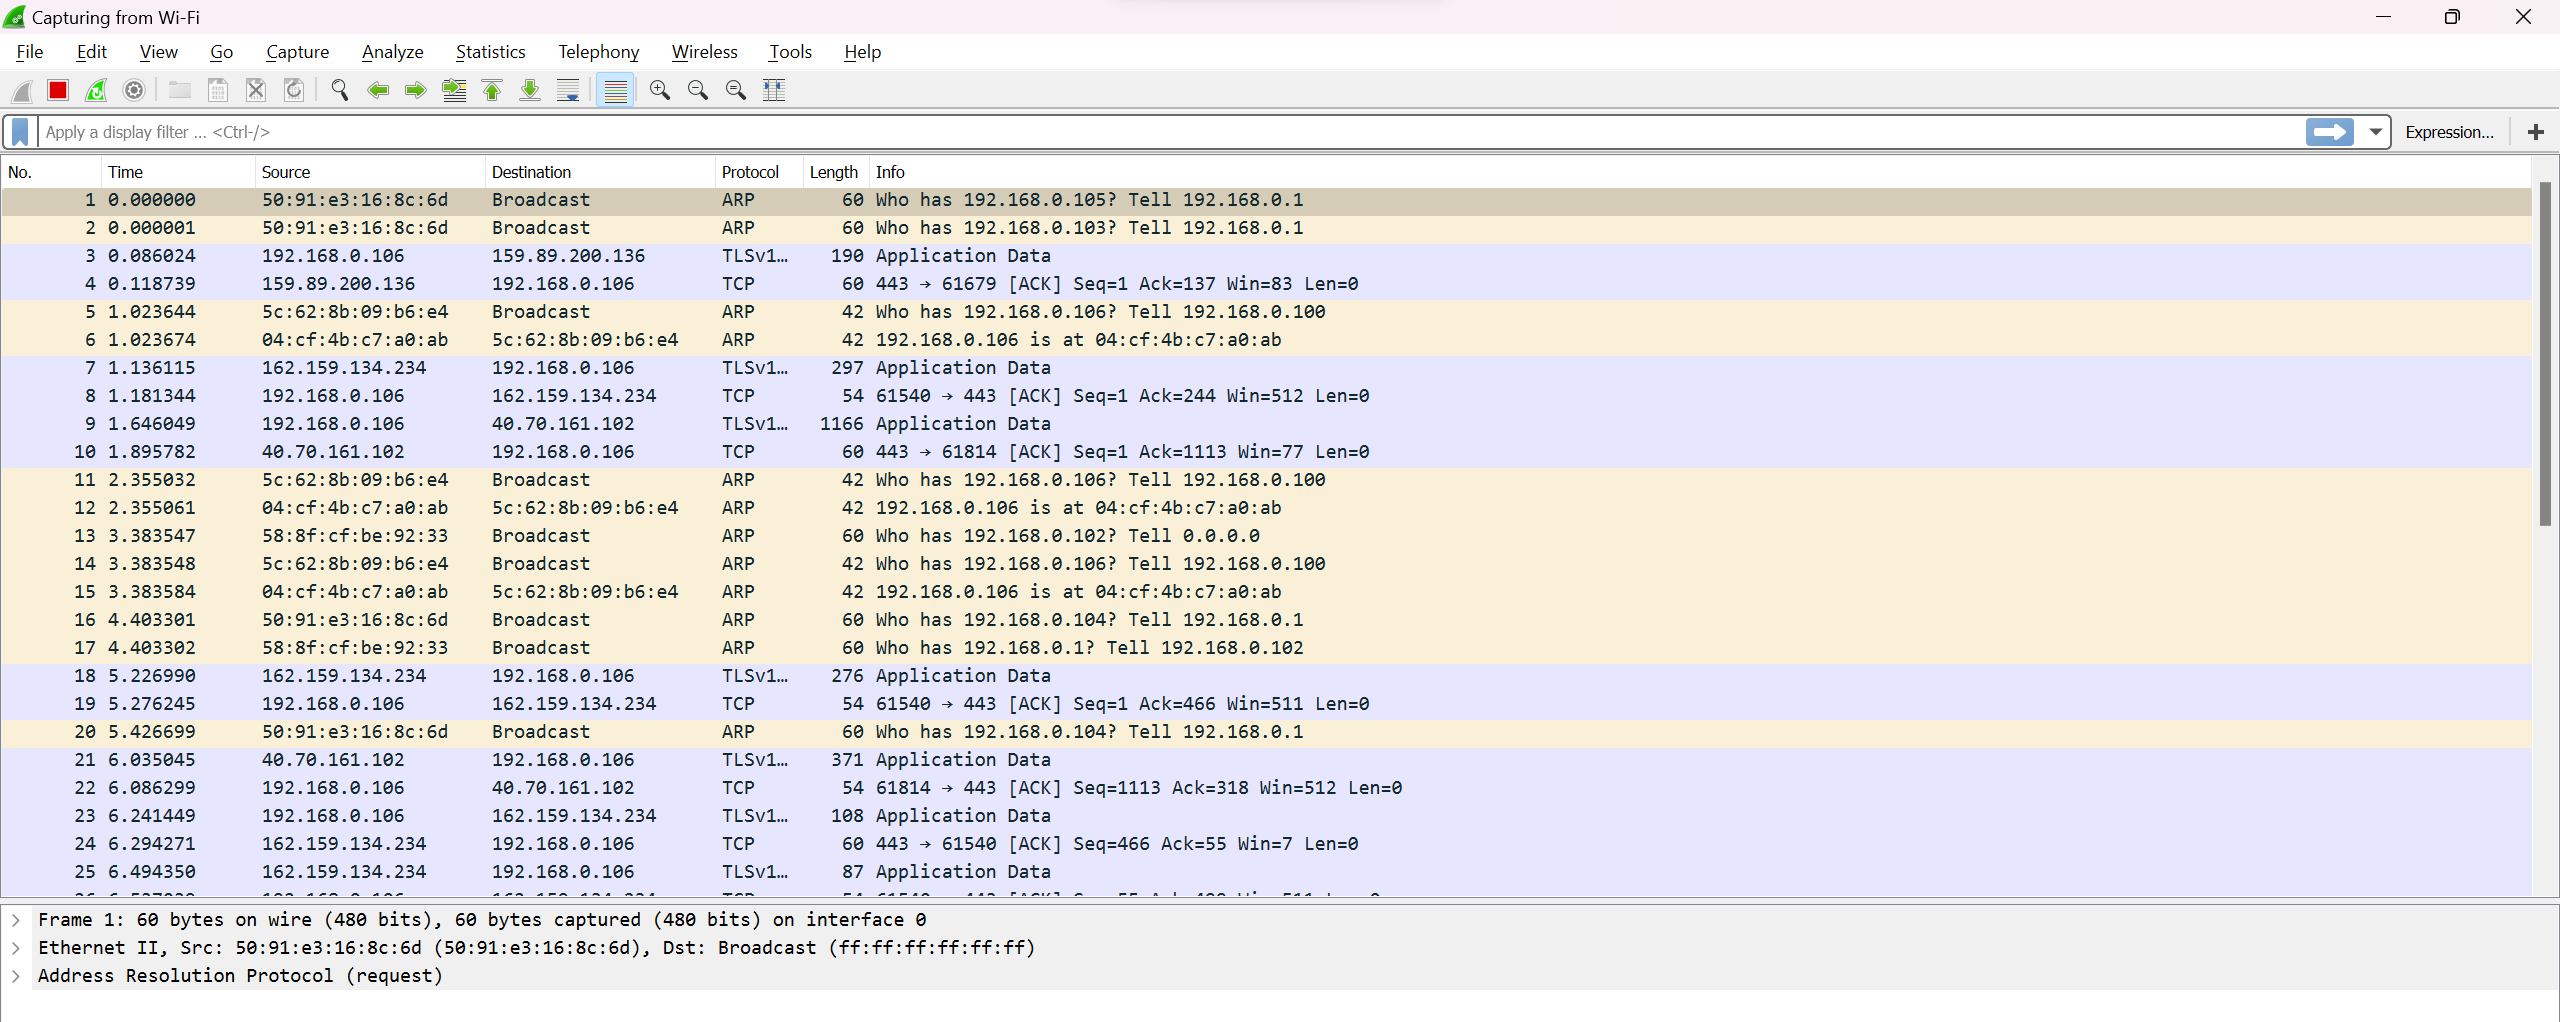 Capturing from Wi-Fi
File Edit View Go Capture Analyze Statistics Telephony Wireless Tools Help
Apply a display filter ... <Ctrl-/> Expression...
No. Time Source Destination Protocol Length Info
1 0.000000 50:91:e3:16:8c:6d Broadcast ARP 60 Who has 192.168.0.105? Tell 192.168.0.1
2 0.000001 50:91:e3:16:8c:6d Broadcast ARP 60 Who has 192.168.0.103? Tell 192.168.0.1
3 0.086024 192.168.0.106 159.89.200.136 TLSv1… 190 Application Data
4 0.118739 159.89.200.136 192.168.0.106 TCP 60 443 → 61679 [ACK] Seq=1 Ack=137 Win=83 Len=0
5 1.023644 5c:62:8b:09:b6:e4 Broadcast ARP 42 Who has 192.168.0.106? Tell 192.168.0.100
6 1.023674 04:cf:4b:c7:a0:ab 5c:62:8b:09:b6:e4 ARP 42 192.168.0.106 is at 04:cf:4b:c7:a0:ab
7 1.136115 162.159.134.234 192.168.0.106 TLSv1… 297 Application Data
8 1.181344 192.168.0.106 162.159.134.234 TCP 54 61540 → 443 [ACK] Seq=1 Ack=244 Win=512 Len=0
9 1.646049 192.168.0.106 40.70.161.102 TLSv1… 1166 Application Data
10 1.895782 40.70.161.102 192.168.0.106 TCP 60 443 → 61814 [ACK] Seq=1 Ack=1113 Win=77 Len=0
11 2.355032 5c:62:8b:09:b6:e4 Broadcast ARP 42 Who has 192.168.0.106? Tell 192.168.0.100
12 2.355061 04:cf:4b:c7:a0:ab 5c:62:8b:09:b6:e4 ARP 42 192.168.0.106 is at 04:cf:4b:c7:a0:ab
13 3.383547 58:8f:cf:be:92:33 Broadcast ARP 60 Who has 192.168.0.102? Tell 0.0.0.0
14 3.383548 5c:62:8b:09:b6:e4 Broadcast ARP 42 Who has 192.168.0.106? Tell 192.168.0.100
15 3.383584 04:cf:4b:c7:a0:ab 5c:62:8b:09:b6:e4 ARP 42 192.168.0.106 is at 04:cf:4b:c7:a0:ab
16 4.403301 50:91:e3:16:8c:6d Broadcast ARP 60 Who has 192.168.0.104? Tell 192.168.0.1
17 4.403302 58:8f:cf:be:92:33 Broadcast ARP 60 Who has 192.168.0.1? Tell 192.168.0.102
18 5.226990 162.159.134.234 192.168.0.106 TLSv1… 276 Application Data
19 5.276245 192.168.0.106 162.159.134.234 TCP 54 61540 → 443 [ACK] Seq=1 Ack=466 Win=511 Len=0
20 5.426699 50:91:e3:16:8c:6d Broadcast ARP 60 Who has 192.168.0.104? Tell 192.168.0.1
21 6.035045 40.70.161.102 192.168.0.106 TLSv1… 371 Application Data
22 6.086299 192.168.0.106 40.70.161.102 TCP 54 61814 → 443 [ACK] Seq=1113 Ack=318 Win=512 Len=0
23 6.241449 192.168.0.106 162.159.134.234 TLSv1… 108 Application Data
24 6.294271 162.159.134.234 192.168.0.106 TCP 60 443 → 61540 [ACK] Seq=466 Ack=55 Win=7 Len=0
25 6.494350 162.159.134.234 192.168.0.106 TLSv1… 87 Application Data
Frame 1: 60 bytes on wire (480 bits), 60 bytes captured (480 bits) on interface 0
Ethernet II, Src: 50:91:e3:16:8c:6d (50:91:e3:16:8c:6d), Dst: Broadcast (ff:ff:ff:ff:ff:ff)
Address Resolution Protocol (request)